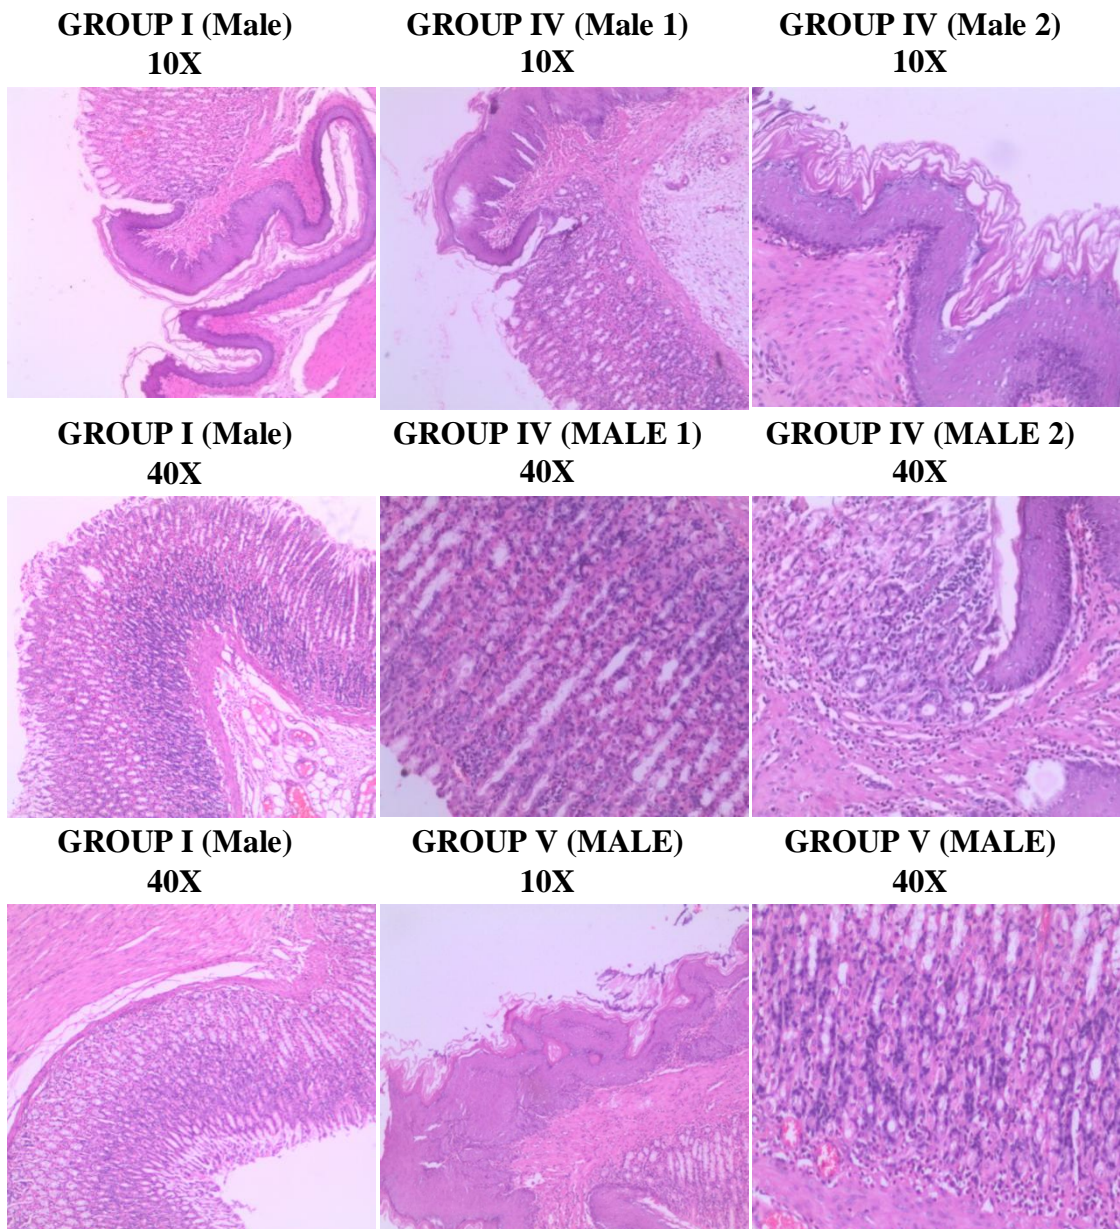 GROUP I (Male)
10X
GROUP IV (Male 1)
10X
GROUP IV (Male 2)
10X
GROUP I (Male)
40X
GROUP IV (MALE 1)
40X
GROUP IV (MALE 2)
40X
GROUP I (Male)
40X
GROUP V (MALE)
10X
GROUP V (MALE)
40X